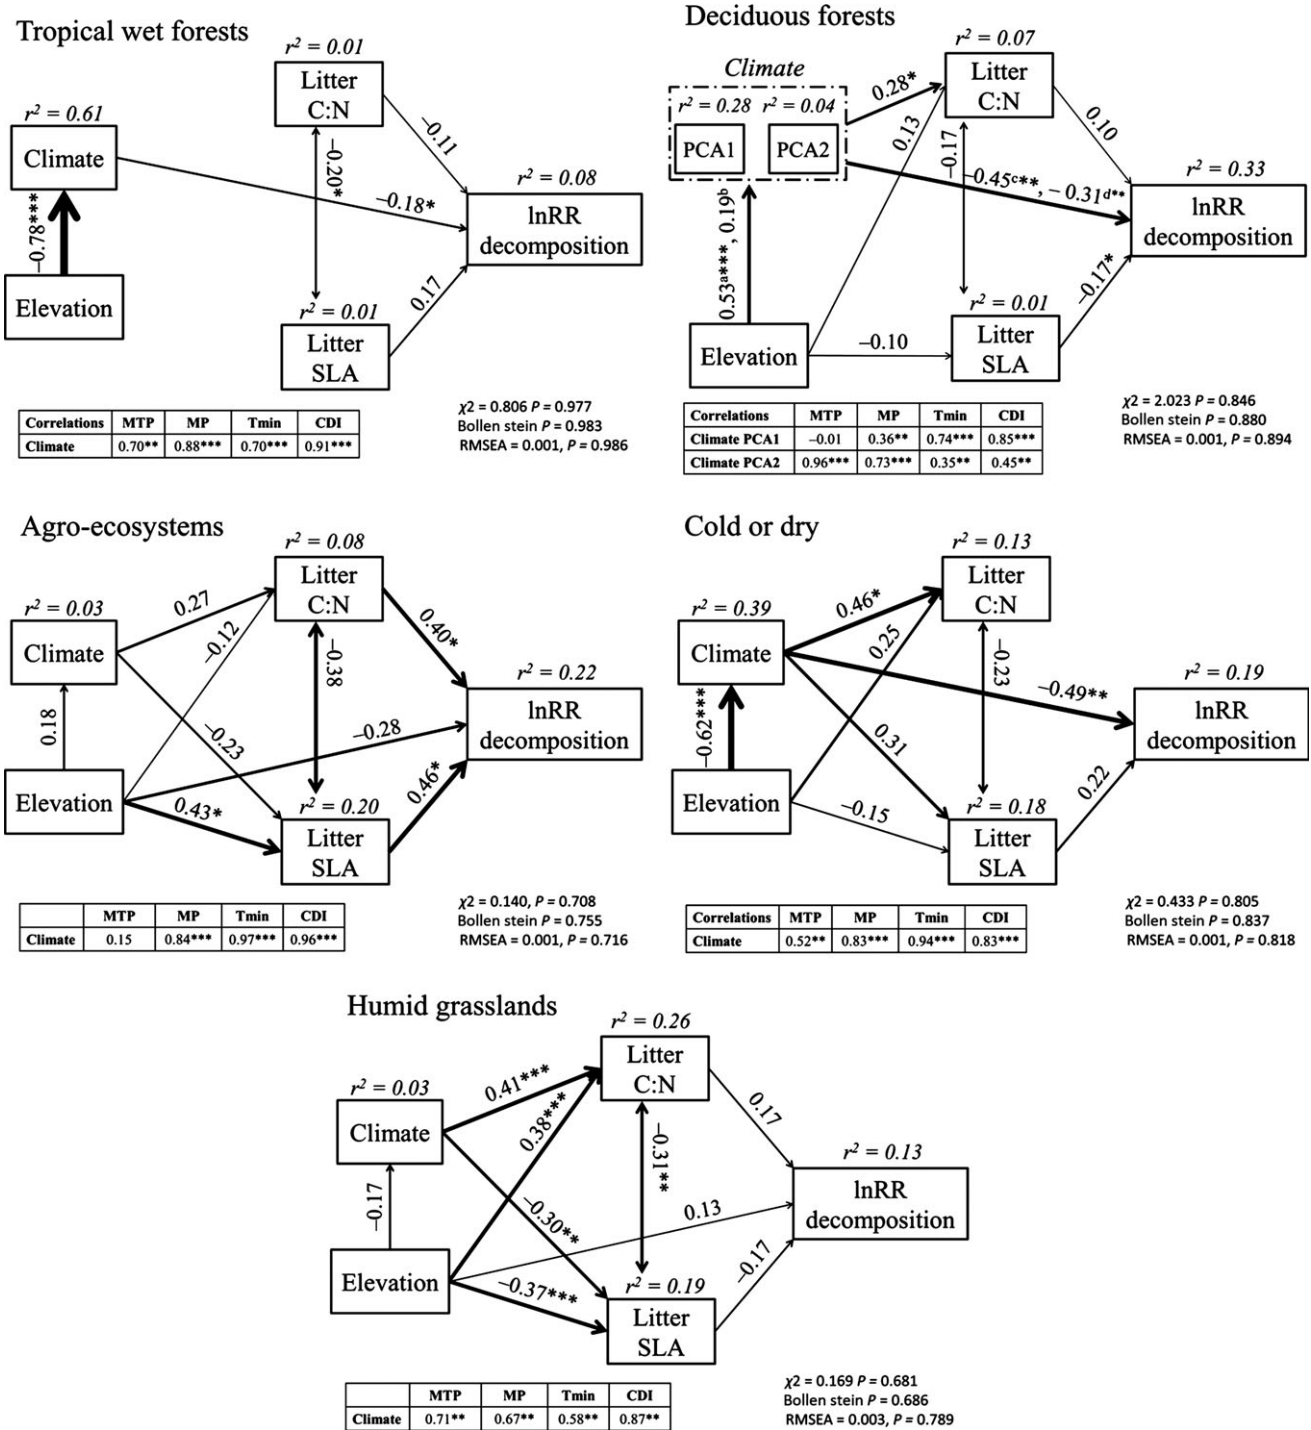 Tropical wet forests
r² = 0.01
Litter
C:N
r² = 0.61
Climate
−0.78***
Elevation
−0.20*
−0.11
−0.18*
r² = 0.08
lnRR
decomposition
0.17
r² = 0.01
Litter
SLA
Correlations MTP MP Tmin CDI
Climate 0.70** 0.88*** 0.70*** 0.91***
χ2 = 0.806 P = 0.977
Bollen stein P = 0.983
RMSEA = 0.001, P = 0.986
Deciduous forests
r² = 0.07
Litter
C:N
Climate
r² = 0.28 r² = 0.04
PCA1 PCA2
0.28*
0.13
−0.17
0.10
−0.45ᶜ**, −0.31ᵈ**
r² = 0.33
lnRR
decomposition
0.53ᵃ***, 0.19ᵇ
Elevation
−0.10
−0.17*
r² = 0.01
Litter
SLA
Correlations MTP MP Tmin CDI
Climate PCA1 −0.01 0.36** 0.74*** 0.85***
Climate PCA2 0.96*** 0.73*** 0.35** 0.45**
χ2 = 2.023 P = 0.846
Bollen stein P = 0.880
RMSEA = 0.001, P = 0.894
Agro-ecosystems
r² = 0.08
Litter
C:N
r² = 0.03
Climate
0.27
−0.12
0.18
−0.23
−0.38
0.40*
−0.28
r² = 0.22
lnRR
decomposition
Elevation
0.43*
0.46*
r² = 0.20
Litter
SLA
MTP MP Tmin CDI
Climate 0.15 0.84*** 0.97*** 0.96***
χ2 = 0.140, P = 0.708
Bollen stein P = 0.755
RMSEA = 0.001, P = 0.716
Cold or dry
r² = 0.13
Litter
C:N
r² = 0.39
Climate
0.46*
0.25
−0.62***
0.31
−0.23
−0.49**
r² = 0.19
lnRR
decomposition
Elevation
−0.15
0.22
r² = 0.18
Litter
SLA
Correlations MTP MP Tmin CDI
Climate 0.52** 0.83*** 0.94*** 0.83***
χ2 = 0.433 P = 0.805
Bollen stein P = 0.837
RMSEA = 0.001, P = 0.818
Humid grasslands
r² = 0.26
Litter
C:N
r² = 0.03
Climate
0.41***
0.38***
−0.17
−0.30**
−0.31**
0.17
0.13
r² = 0.13
lnRR
decomposition
Elevation
−0.37***
−0.17
r² = 0.19
Litter
SLA
MTP MP Tmin CDI
Climate 0.71** 0.67** 0.58** 0.87**
χ2 = 0.169 P = 0.681
Bollen stein P = 0.686
RMSEA = 0.003, P = 0.789